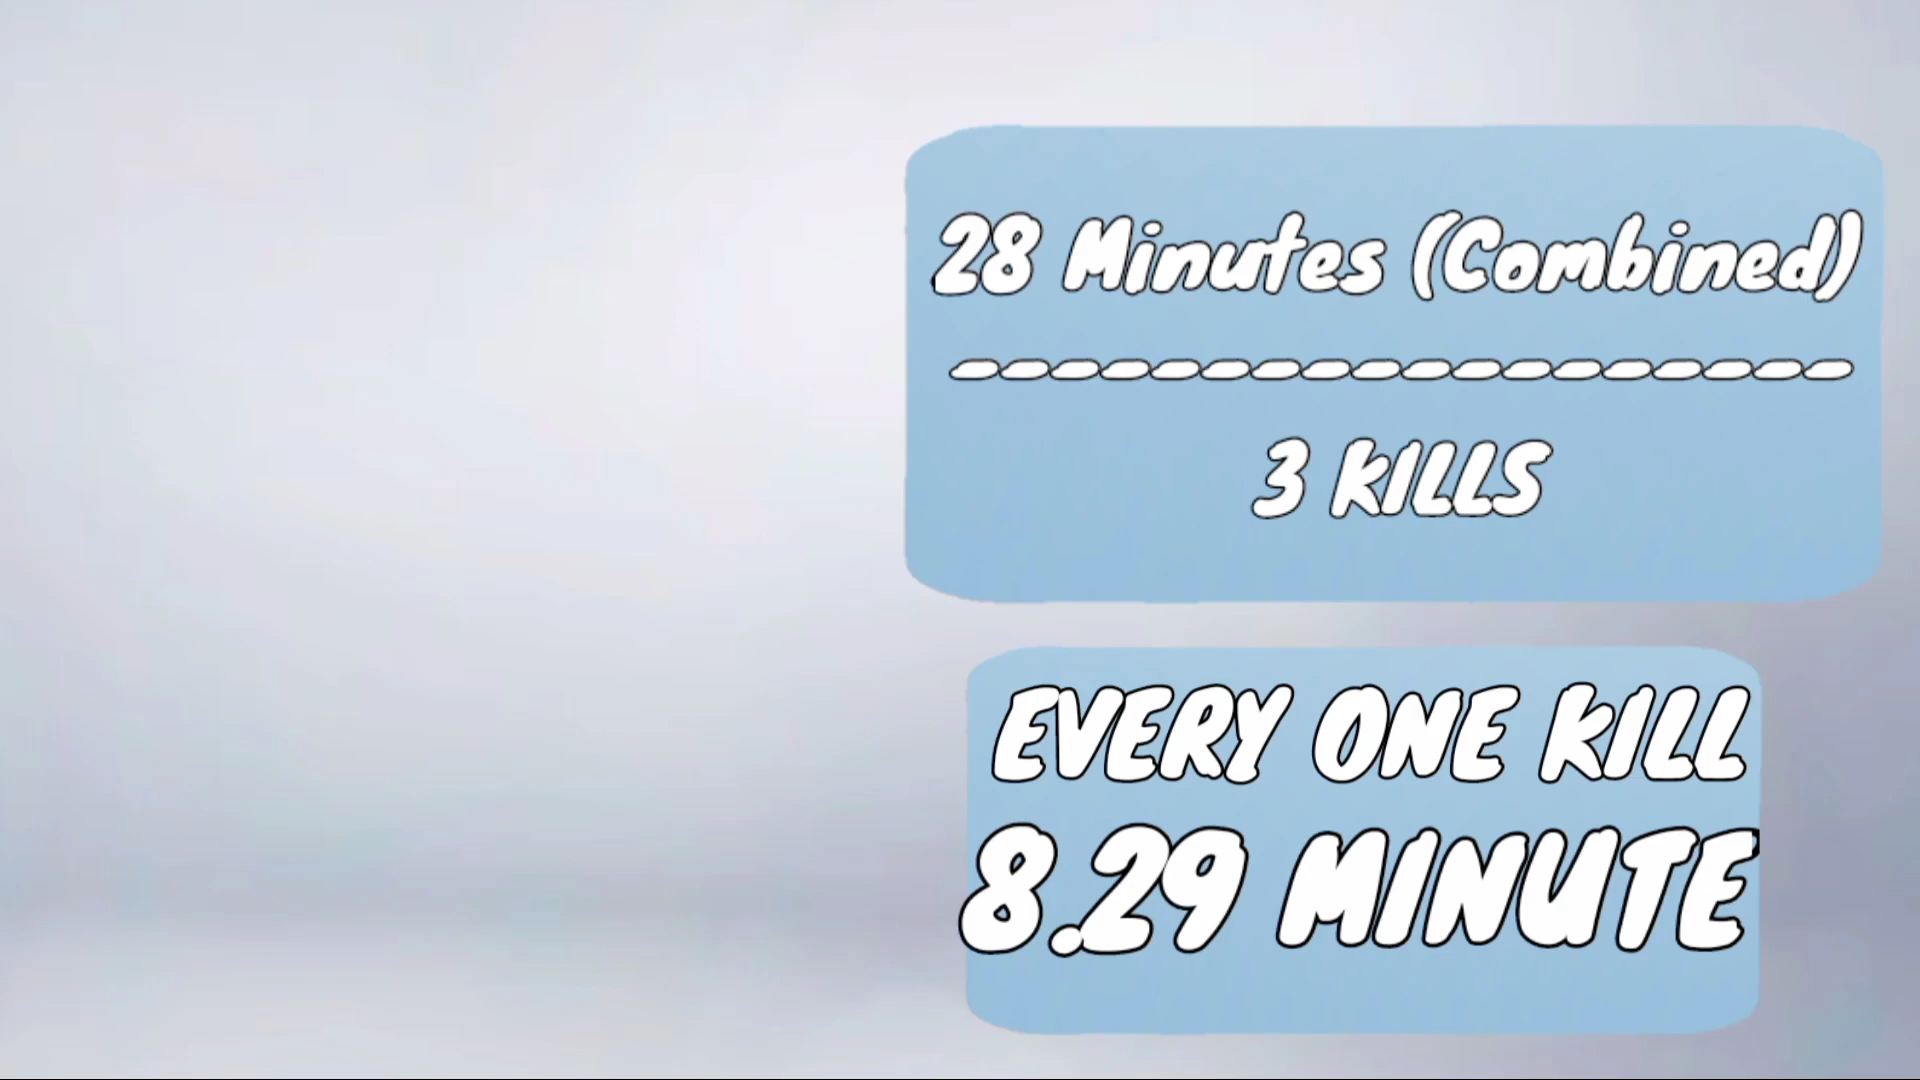 28 Minutes (Combined)
------------------
3 KILLS
EVERY ONE KILL
8.29 MINUTE